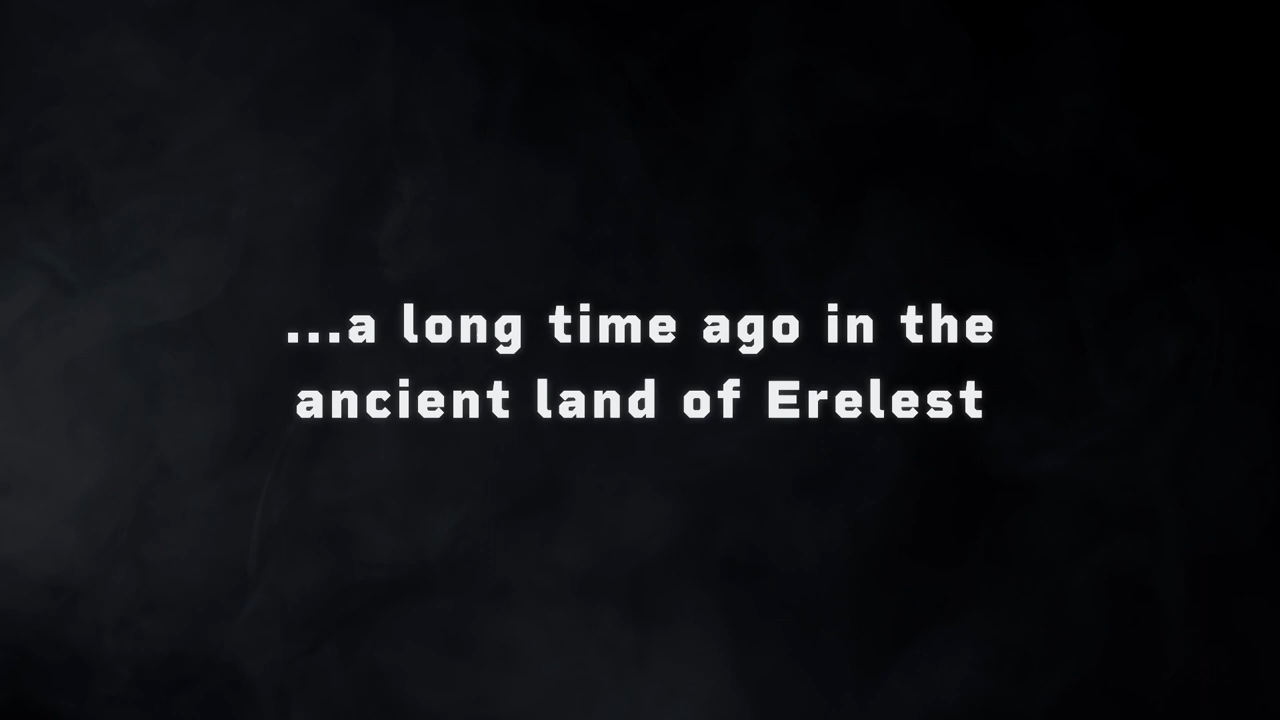 ...a long time ago in the
ancient land of Erelest